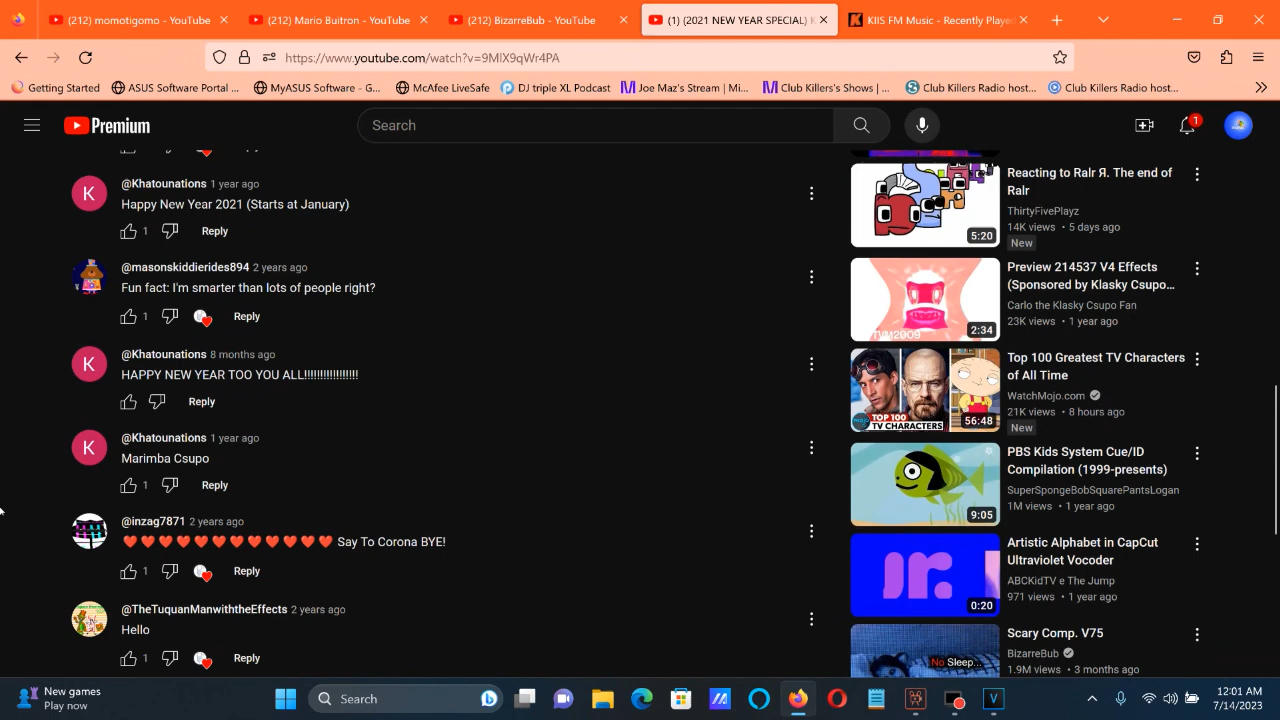 (212) momotigomo - YouTube
(212) Mario Buitron - YouTube
(212) BizarreBub - YouTube
(1) (2021 NEW YEAR SPECIAL) K
KIIS FM Music - Recently Playe
https://www.youtube.com/watch?v=9MlX9qWr4PA
Getting Started
ASUS Software Portal ...
MyASUS Software - G...
McAfee LiveSafe
DJ triple XL Podcast
Joe Maz's Stream | Mi...
Club Killers's Shows | ...
Club Killers Radio host...
Club Killers Radio host...
Premium
Search
1
Reply
@Khatounations 1 year ago
Happy New Year 2021 (Starts at January)
1 Reply
@masonskiddierides894 2 years ago
Fun fact: I'm smarter than lots of people right?
1 Reply
@Khatounations 8 months ago
HAPPY NEW YEAR TOO YOU ALL!!!!!!!!!!!!!!!!!
Reply
@Khatounations 1 year ago
Marimba Csupo
1 Reply
@inzag7871 2 years ago
❤️❤️❤️❤️❤️❤️❤️❤️❤️❤️❤️❤️ Say To Corona BYE!
1 Reply
@TheTuquanManwiththeEffects 2 years ago
Hello
1 Reply
K
K
K
5:20
Reacting to Ralr Я. The end of
Ralr
ThirtyFivePlayz
14K views • 5 days ago
New
TVM2009
2:34
Preview 214537 V4 Effects
(Sponsored by Klasky Csupo...
Carlo the Klasky Csupo Fan
23K views • 1 year ago
TOP 100
TV CHARACTERS
56:48
Top 100 Greatest TV Characters
of All Time
WatchMojo.com
21K views • 8 hours ago
New
9:05
PBS Kids System Cue/ID
Compilation (1999-presents)
SuperSpongeBobSquarePantsLogan
1M views • 1 year ago
jr.
0:20
Artistic Alphabet in CapCut
Ultraviolet Vocoder
ABCKidTV e The Jump
971 views • 1 year ago
No Sleep...
Scary Comp. V75
BizarreBub
1.9M views • 3 months ago
New games
Play now
Search
12:01 AM
7/14/2023